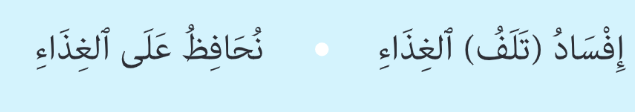 إِفْسَادُ (تَلَفُ) ٱلغِذَاءِ • نُحَافِظُ عَلَى ٱلغِذَاءِ